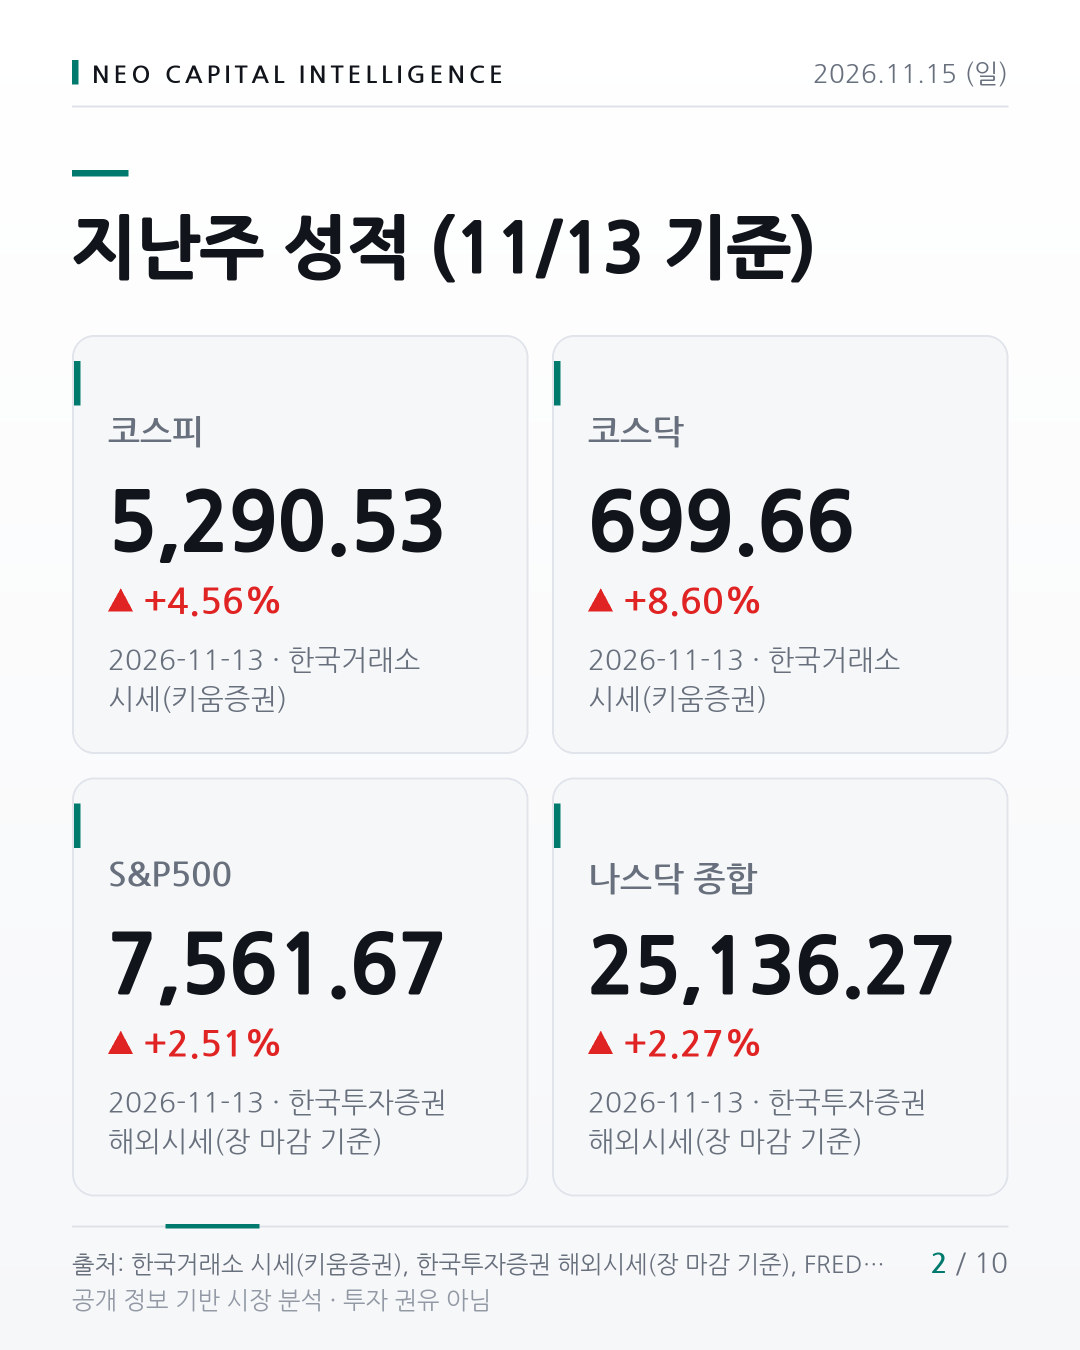 NEO CAPITAL INTELLIGENCE
2026.11.15 (일)
지난주 성적 (11/13 기준)
코스피
5,290.53
▲ +4.56%
2026-11-13 · 한국거래소
시세(키움증권)
코스닥
699.66
▲ +8.60%
2026-11-13 · 한국거래소
시세(키움증권)
S&P500
7,561.67
▲ +2.51%
2026-11-13 · 한국투자증권
해외시세(장 마감 기준)
나스닥 종합
25,136.27
▲ +2.27%
2026-11-13 · 한국투자증권
해외시세(장 마감 기준)
출처: 한국거래소 시세(키움증권), 한국투자증권 해외시세(장 마감 기준), FRED…
2 / 10
공개 정보 기반 시장 분석 · 투자 권유 아님